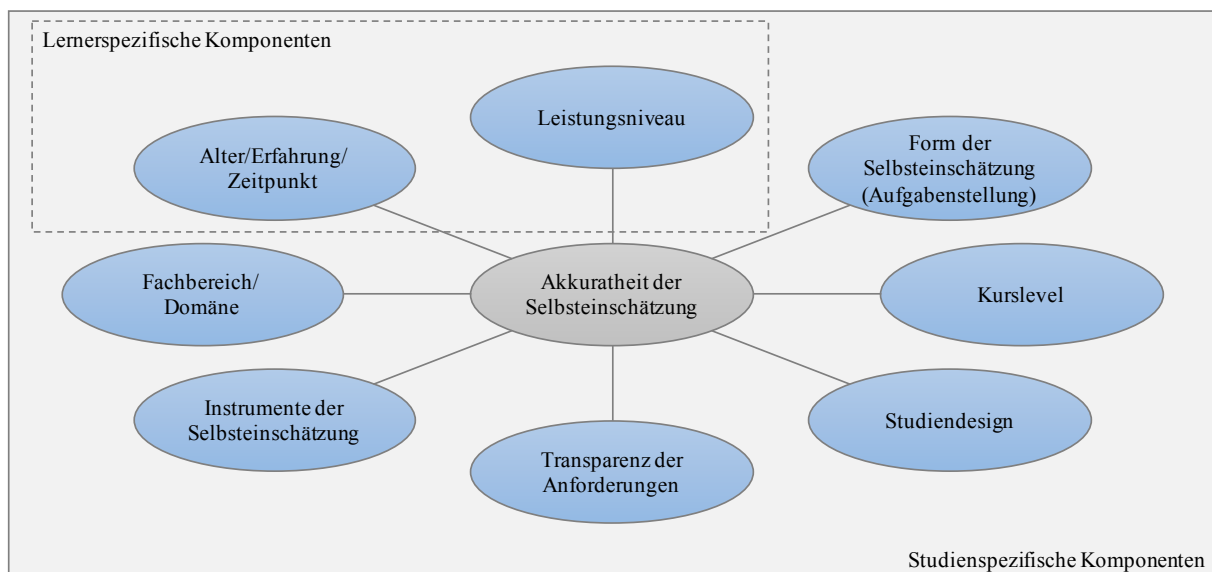 Lernerspezifische Komponenten
Leistungsniveau
Alter/Erfahrung/
Zeitpunkt
Form der
Selbsteinschätzung
(Aufgabenstellung)
Fachbereich/
Domäne
Akkuratheit der
Selbsteinschätzung
Kurslevel
Instrumente der
Selbsteinschätzung
Studiendesign
Transparenz der
Anforderungen
Studienspezifische Komponenten